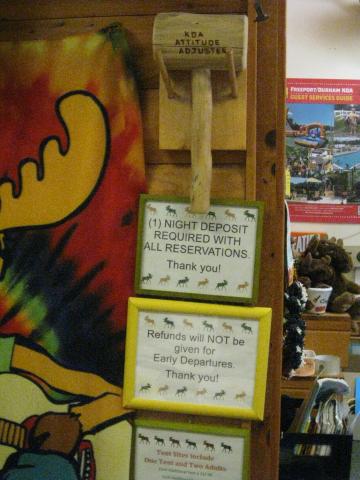 KOA
ATTITUDE
ADJUSTER
FREEPORT/DURHAM KOA
GUEST SERVICES GUIDE
(1) NIGHT DEPOSIT
REQUIRED WITH
ALL RESERVATIONS.
Thank you!
Refunds will NOT be
given for
Early Departures.
Thank you!
Tent Sites include
One Tent and Two Adults